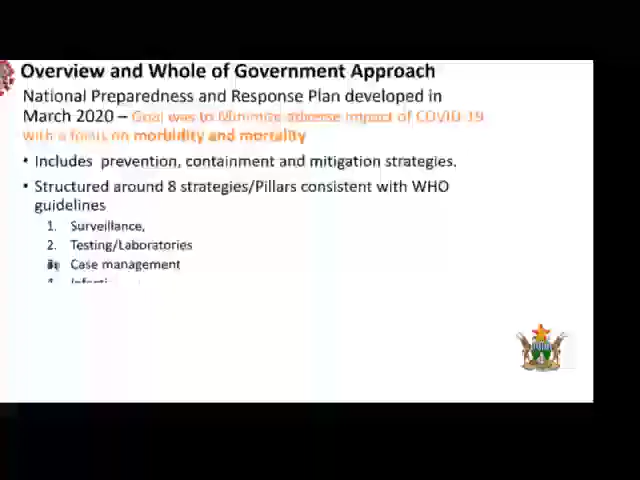 Overview and Whole of Government Approach
National Preparedness and Response Plan developed in
March 2020 – Goal was to Minimize adverse impact of COVID-19
with a focus on morbidity and mortality
• Includes prevention, containment and mitigation strategies.
• Structured around 8 strategies/Pillars consistent with WHO
guidelines
1. Surveillance,
2. Testing/Laboratories
Case management